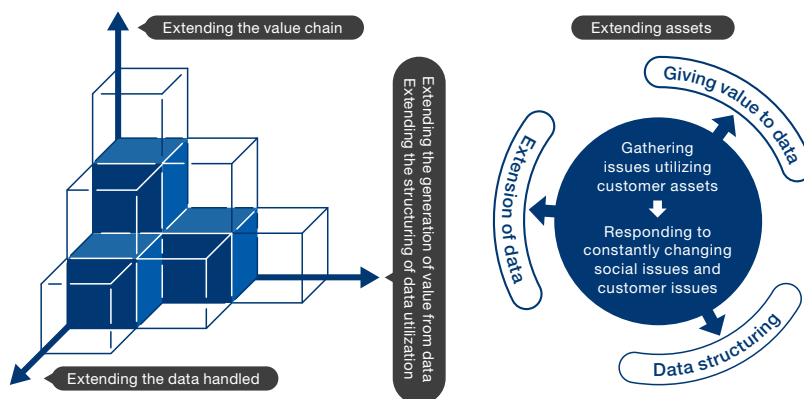 Extending the value chain
Extending the generation of value from data
Extending the structuring of data utilization
Extending the data handled
Extending assets
Giving value to data
Extension of data
Gathering
issues utilizing
customer assets
Responding to
constantly changing
social issues and
customer issues
Data structuring